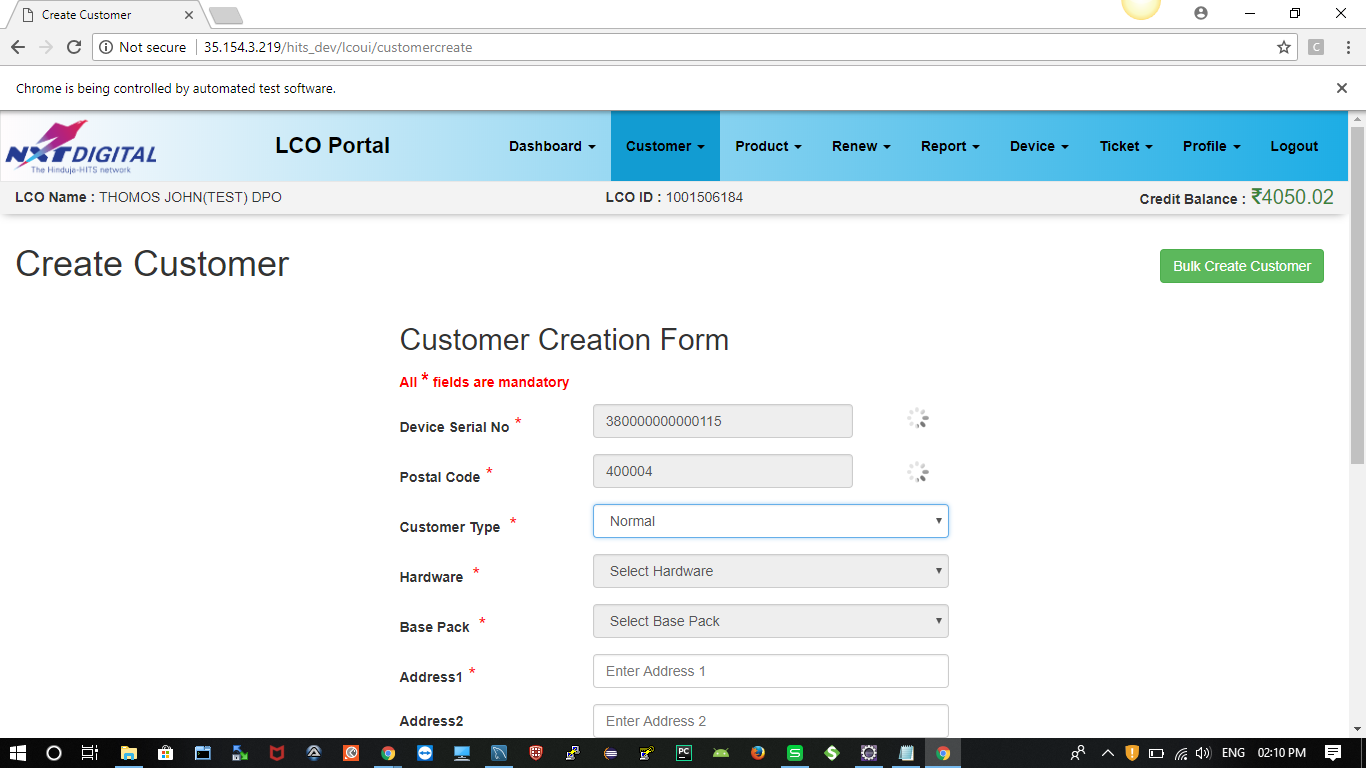 Create Customer
Not secure 35.154.3.219/hits_dev/lcoui/customercreate
C
Chrome is being controlled by automated test software.
NXTDIGITAL
The Hinduja-HITS network
LCO Portal
Dashboard Customer Product Renew Report Device Ticket Profile Logout
LCO Name : THOMOS JOHN(TEST) DPO LCO ID : 1001506184 Credit Balance : ₹4050.02
Create Customer
Bulk Create Customer
Customer Creation Form
All * fields are mandatory
Device Serial No * 380000000000115
Postal Code * 400004
Customer Type * Normal
Hardware * Select Hardware
Base Pack * Select Base Pack
Address1 * Enter Address 1
Address2 Enter Address 2
PC ENG 02:10 PM